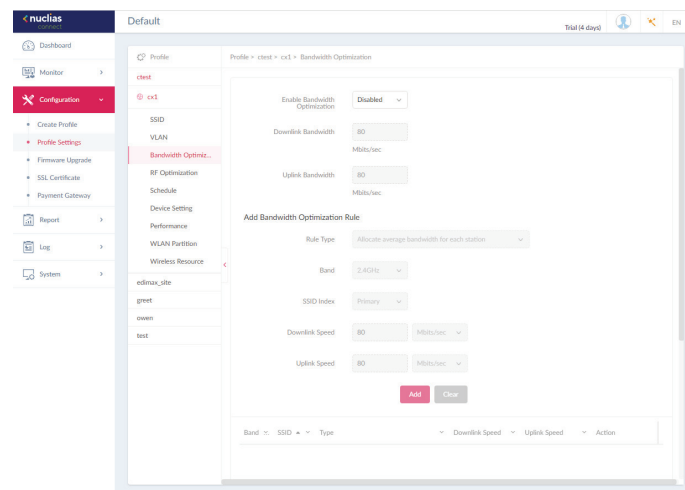 nuclias
connect
Default
Trial (4 days)
EN
Dashboard
Monitor
Configuration
Create Profile
Profile Settings
Firmware Upgrade
SSL Certificate
Payment Gateway
Report
Log
System
Profile
ctest
cx1
SSID
VLAN
Bandwidth Optimiz...
RF Optimization
Schedule
Device Setting
Performance
WLAN Partition
Wireless Resource
edimax_site
greet
owen
test
Profile > ctest > cx1 > Bandwidth Optimization
Enable Bandwidth
Optimization
Disabled
Downlink Bandwidth
80
Mbits/sec
Uplink Bandwidth
80
Mbits/sec
Add Bandwidth Optimization Rule
Rule Type
Allocate average bandwidth for each station
Band
2.4GHz
SSID Index
Primary
Downlink Speed
80
Mbits/sec
Uplink Speed
80
Mbits/sec
Add
Clear
Band
SSID
Type
Downlink Speed
Uplink Speed
Action